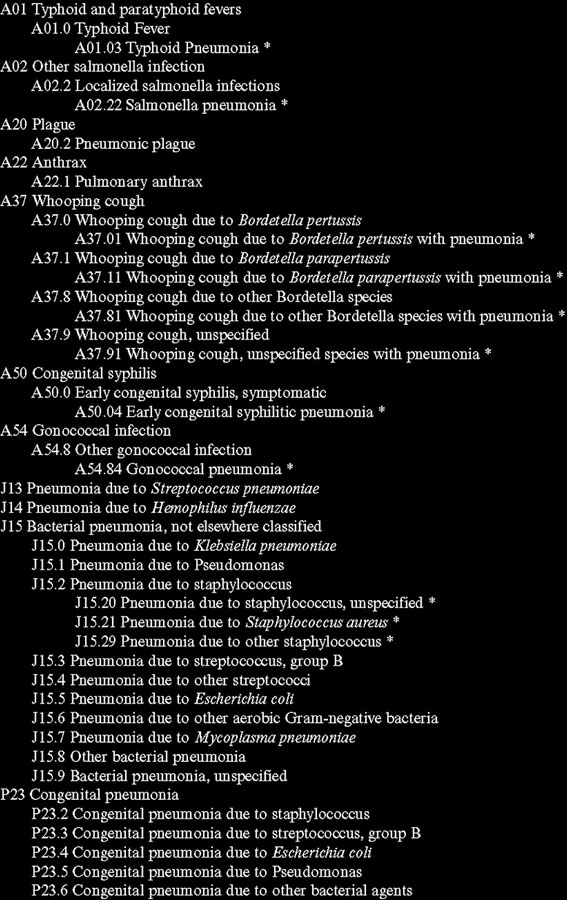 A01 Typhoid and paratyphoid fevers
A01.0 Typhoid Fever
A01.03 Typhoid Pneumonia *
A02 Other salmonella infection
A02.2 Localized salmonella infections
A02.22 Salmonella pneumonia *
A20 Plague
A20.2 Pneumonic plague
A22 Anthrax
A22.1 Pulmonary anthrax
A37 Whooping cough
A37.0 Whooping cough due to Bordetella pertussis
A37.01 Whooping cough due to Bordetella pertussis with pneumonia *
A37.1 Whooping cough due to Bordetella parapertussis
A37.11 Whooping cough due to Bordetella parapertussis with pneumonia *
A37.8 Whooping cough due to other Bordetella species
A37.81 Whooping cough due to other Bordetella species with pneumonia *
A37.9 Whooping cough, unspecified
A37.91 Whooping cough, unspecified species with pneumonia *
A50 Congenital syphilis
A50.0 Early congenital syphilis, symptomatic
A50.04 Early congenital syphilitic pneumonia *
A54 Gonococcal infection
A54.8 Other gonococcal infection
A54.84 Gonococcal pneumonia *
J13 Pneumonia due to Streptococcus pneumoniae
J14 Pneumonia due to Hemophilus influenzae
J15 Bacterial pneumonia, not elsewhere classified
J15.0 Pneumonia due to Klebsiella pneumoniae
J15.1 Pneumonia due to Pseudomonas
J15.2 Pneumonia due to staphylococcus
J15.20 Pneumonia due to staphylococcus, unspecified *
J15.21 Pneumonia due to Staphylococcus aureus *
J15.29 Pneumonia due to other staphylococcus *
J15.3 Pneumonia due to streptococcus, group B
J15.4 Pneumonia due to other streptococci
J15.5 Pneumonia due to Escherichia coli
J15.6 Pneumonia due to other aerobic Gram-negative bacteria
J15.7 Pneumonia due to Mycoplasma pneumoniae
J15.8 Other bacterial pneumonia
J15.9 Bacterial pneumonia, unspecified
P23 Congenital pneumonia
P23.2 Congenital pneumonia due to staphylococcus
P23.3 Congenital pneumonia due to streptococcus, group B
P23.4 Congenital pneumonia due to Escherichia coli
P23.5 Congenital pneumonia due to Pseudomonas
P23.6 Congenital pneumonia due to other bacterial agents